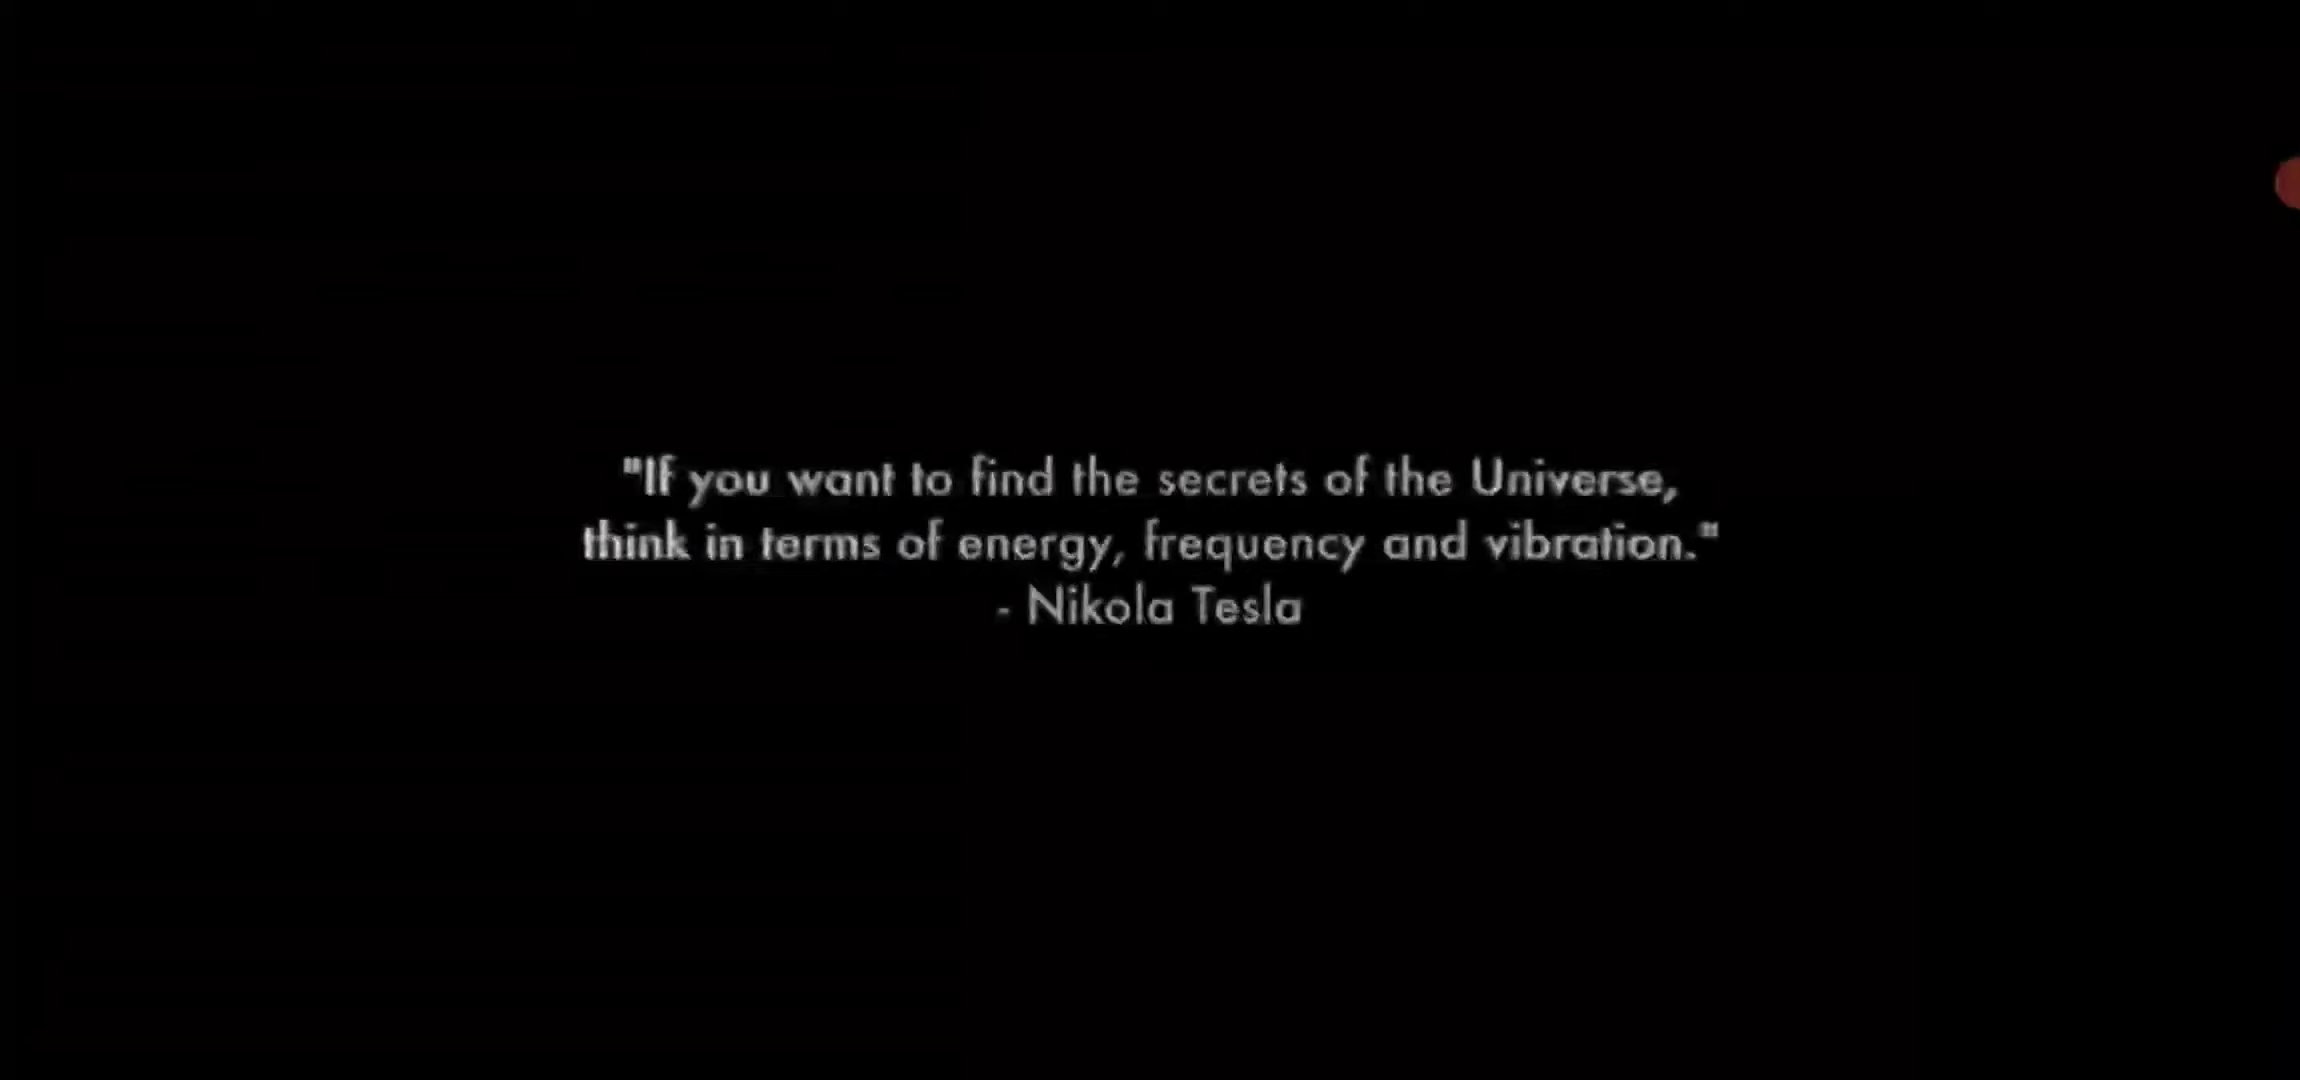 "If you want to find the secrets of the Universe,
think in terms of energy, frequency and vibration."
- Nikola Tesla